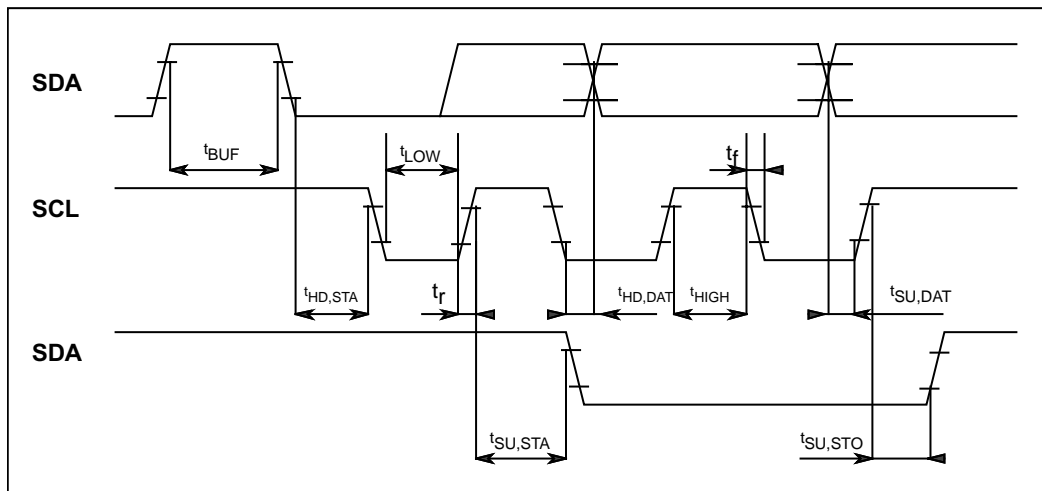 SDA
tBUF
tLOW
tf
SCL
tHD,STA
tr
tHD,DAT
tHIGH
tSU,DAT
SDA
tSU,STA
tSU,STO